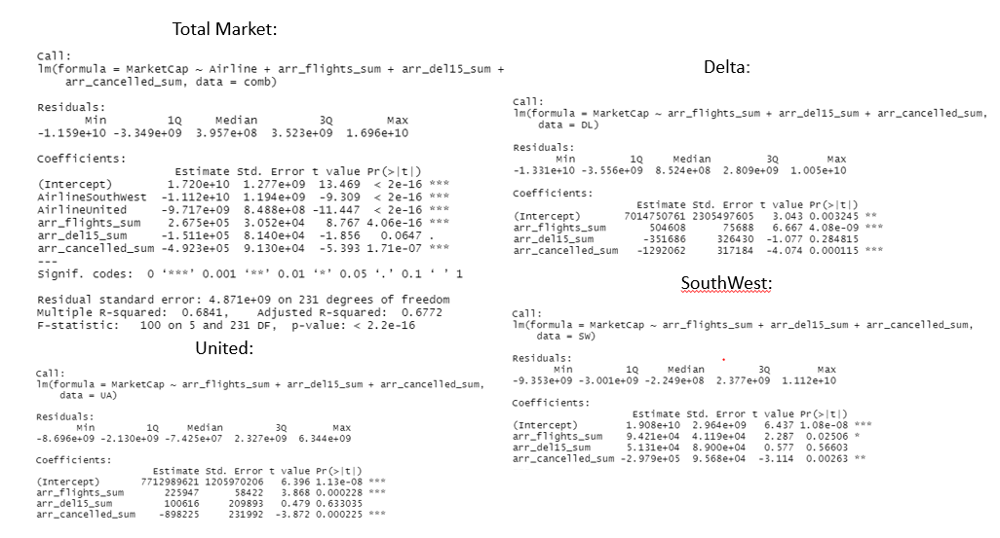 Total Market:
Call:
lm(formula = MarketCap ~ Airline + arr_flights_sum + arr_del15_sum +
arr_cancelled_sum, data = comb)
Residuals:
Min 1Q Median 3Q Max
-1.159e+10 -3.349e+09 3.957e+08 3.523e+09 1.696e+10
Coefficients:
Estimate Std. Error t value Pr(>|t|)
(Intercept) 1.720e+10 1.277e+09 13.469 < 2e-16 ***
AirlineSouthwest -1.112e+10 1.194e+09 -9.309 < 2e-16 ***
AirlineUnited -9.717e+09 8.488e+08 -11.447 < 2e-16 ***
arr_flights_sum 2.675e+05 3.052e+04 8.767 4.06e-16 ***
arr_del15_sum -1.511e+05 8.140e+04 -1.856 0.0647 .
arr_cancelled_sum -4.923e+05 9.130e+04 -5.393 1.71e-07 ***
---
Signif. codes: 0 ‘***’ 0.001 ‘**’ 0.01 ‘*’ 0.05 ‘.’ 0.1 ‘ ’ 1
Residual standard error: 4.871e+09 on 231 degrees of freedom
Multiple R-squared: 0.6841, Adjusted R-squared: 0.6772
F-statistic: 100 on 5 and 231 DF, p-value: < 2.2e-16
United:
Call:
lm(formula = MarketCap ~ arr_flights_sum + arr_del15_sum + arr_cancelled_sum,
data = UA)
Residuals:
Min 1Q Median 3Q Max
-8.696e+09 -2.130e+09 -7.425e+07 2.327e+09 6.344e+09
Coefficients:
Estimate Std. Error t value Pr(>|t|)
(Intercept) 7712989621 1205970206 6.396 1.13e-08 ***
arr_flights_sum 225947 58422 3.868 0.000228 ***
arr_del15_sum 100616 209893 0.479 0.633035
arr_cancelled_sum -898225 231992 -3.872 0.000225 ***
Delta:
Call:
lm(formula = MarketCap ~ arr_flights_sum + arr_del15_sum + arr_cancelled_sum,
data = DL)
Residuals:
Min 1Q Median 3Q Max
-1.331e+10 -3.556e+09 8.524e+08 2.809e+09 1.005e+10
Coefficients:
Estimate Std. Error t value Pr(>|t|)
(Intercept) 7014750761 2305497605 3.043 0.003245 **
arr_flights_sum 504608 75688 6.667 4.08e-09 ***
arr_del15_sum -351686 326430 -1.077 0.284815
arr_cancelled_sum -1292062 317184 -4.074 0.000115 ***
SouthWest:
Call:
lm(formula = MarketCap ~ arr_flights_sum + arr_del15_sum + arr_cancelled_sum,
data = SW)
Residuals:
Min 1Q Median 3Q Max
-9.353e+09 -3.001e+09 -2.249e+08 2.377e+09 1.112e+10
Coefficients:
Estimate Std. Error t value Pr(>|t|)
(Intercept) 1.908e+10 2.964e+09 6.437 1.08e-08 ***
arr_flights_sum 9.421e+04 4.119e+04 2.287 0.02506 *
arr_del15_sum 5.131e+04 8.900e+04 0.577 0.56603
arr_cancelled_sum -2.979e+05 9.568e+04 -3.114 0.00263 **